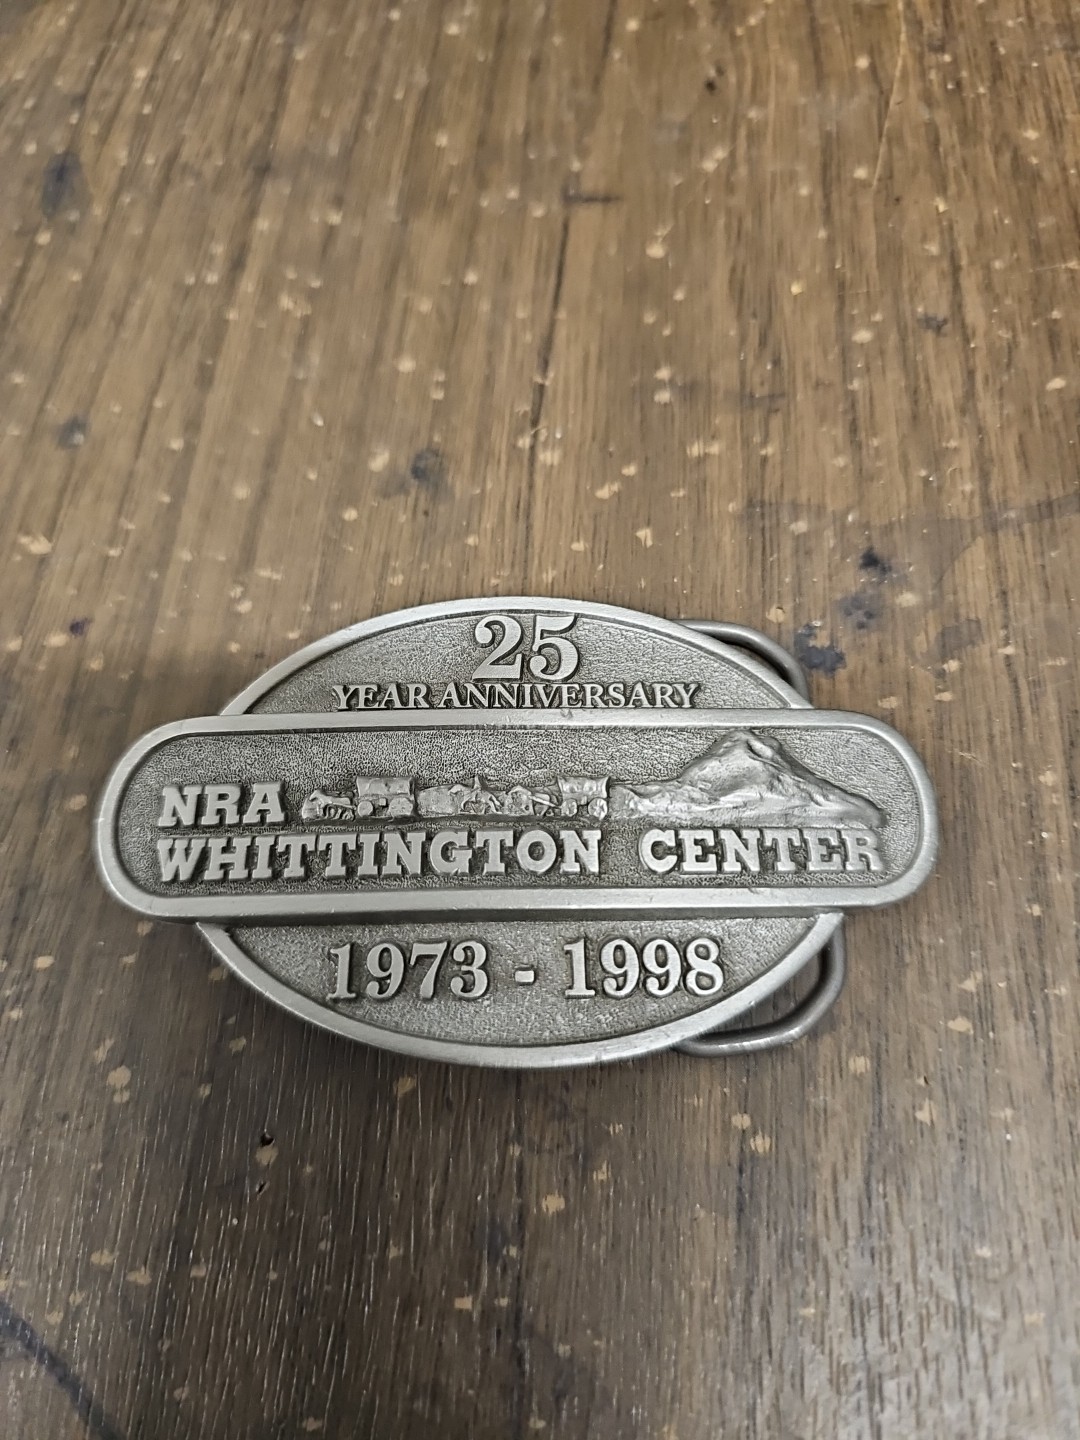 25
YEAR ANNIVERSARY
NRA
WHITTINGTON CENTER
1973 - 1998